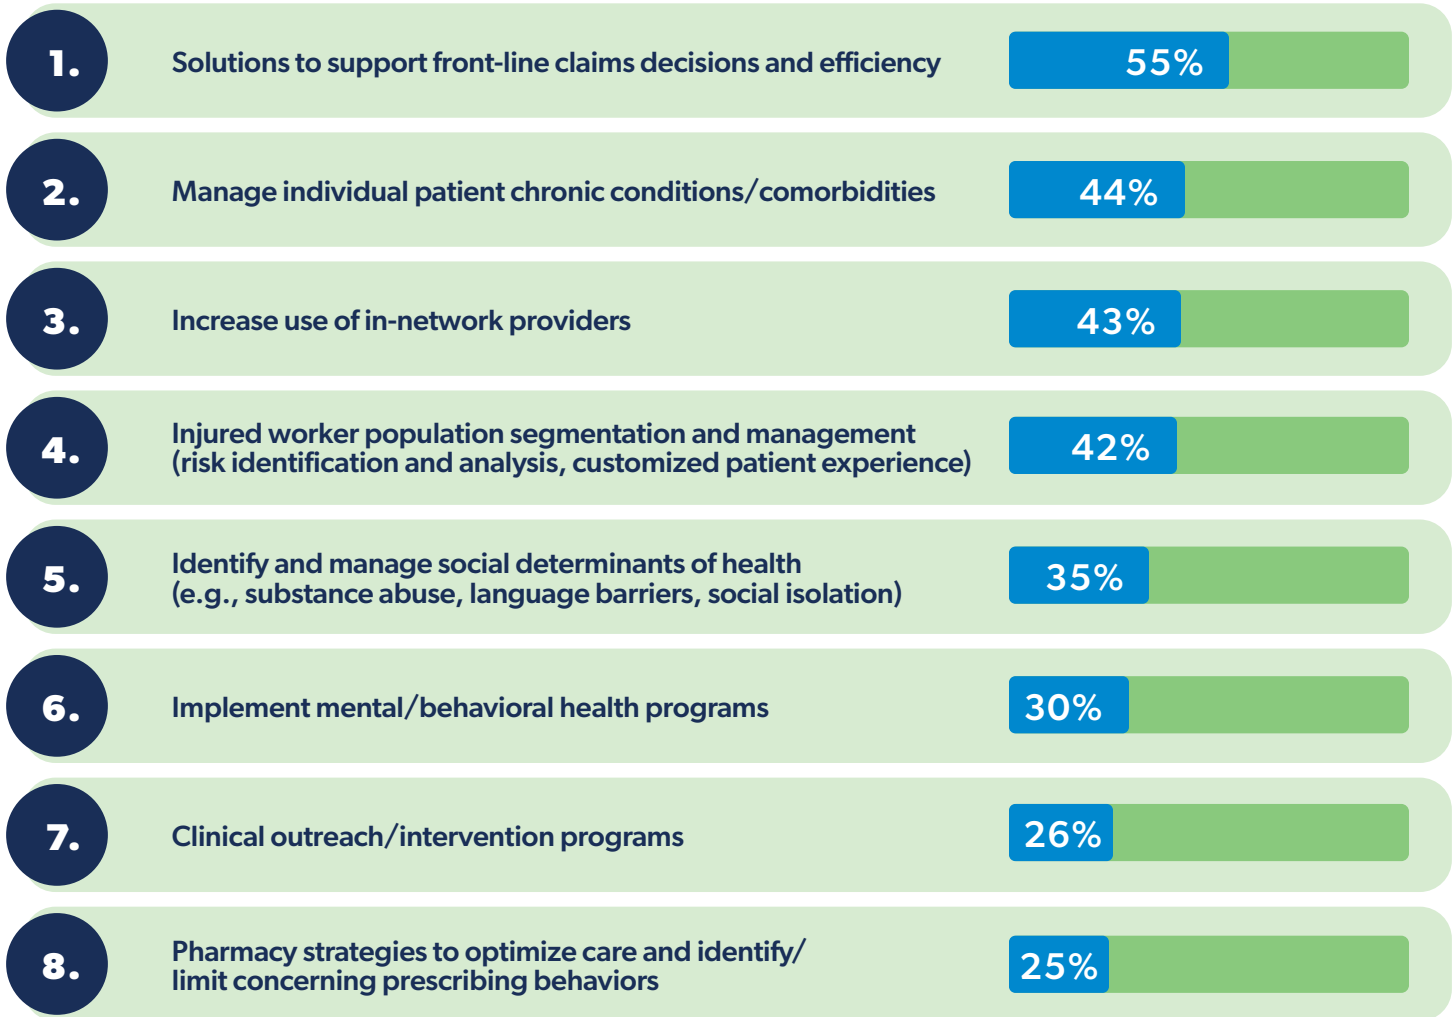 1.
Solutions to support front-line claims decisions and efficiency
55%
2.
Manage individual patient chronic conditions/comorbidities
44%
3.
Increase use of in-network providers
43%
4.
Injured worker population segmentation and management
(risk identification and analysis, customized patient experience)
42%
5.
Identify and manage social determinants of health
(e.g., substance abuse, language barriers, social isolation)
35%
6.
Implement mental/behavioral health programs
30%
7.
Clinical outreach/intervention programs
26%
8.
Pharmacy strategies to optimize care and identify/
limit concerning prescribing behaviors
25%